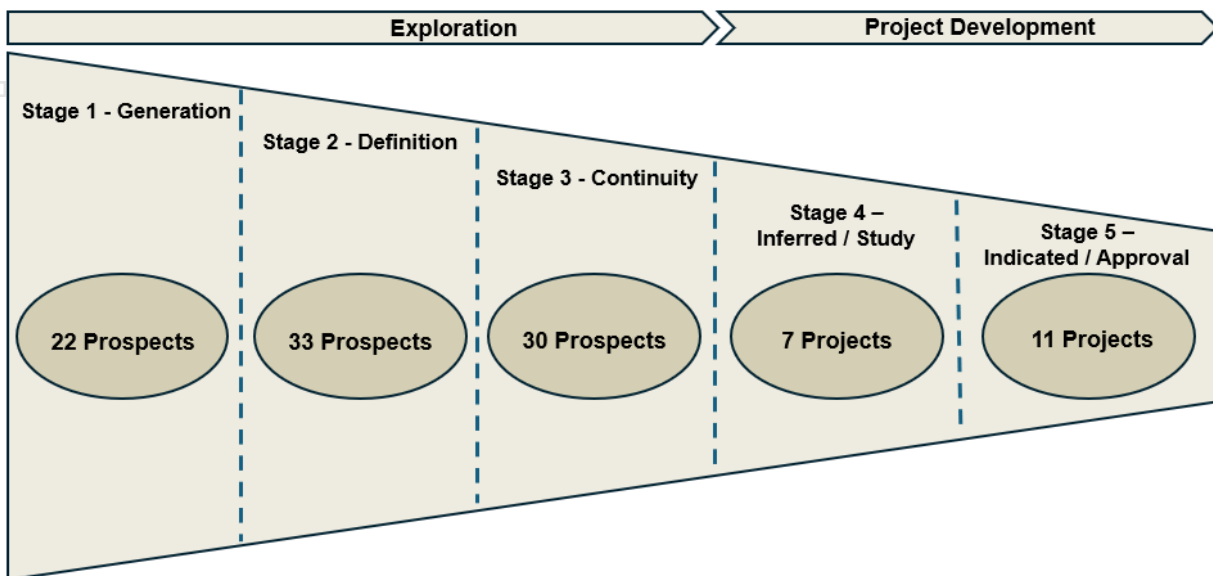 Exploration
Project Development
Stage 1 - Generation
Stage 2 - Definition
Stage 3 - Continuity
Stage 4 –
Inferred / Study
Stage 5 –
Indicated / Approval
22 Prospects
33 Prospects
30 Prospects
7 Projects
11 Projects